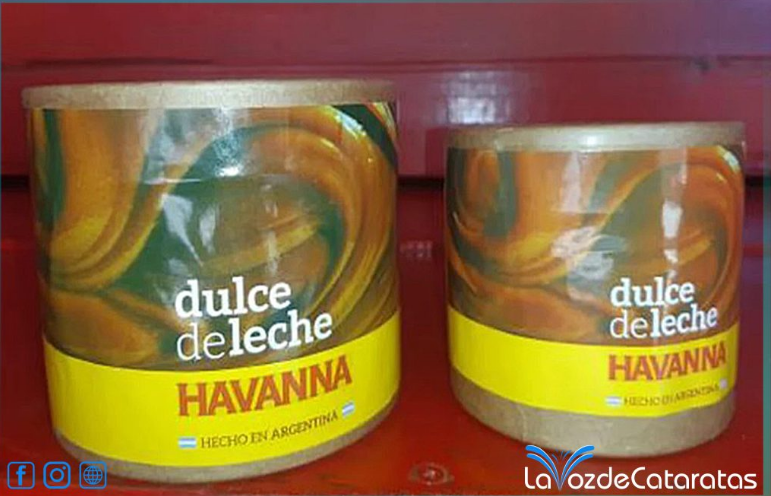 dulce
de leche
HAVANNA
HECHO EN ARGENTINA
dulce
de leche
HAVANNA
HECHO EN ARGENTINA
LaVozdeCataratas